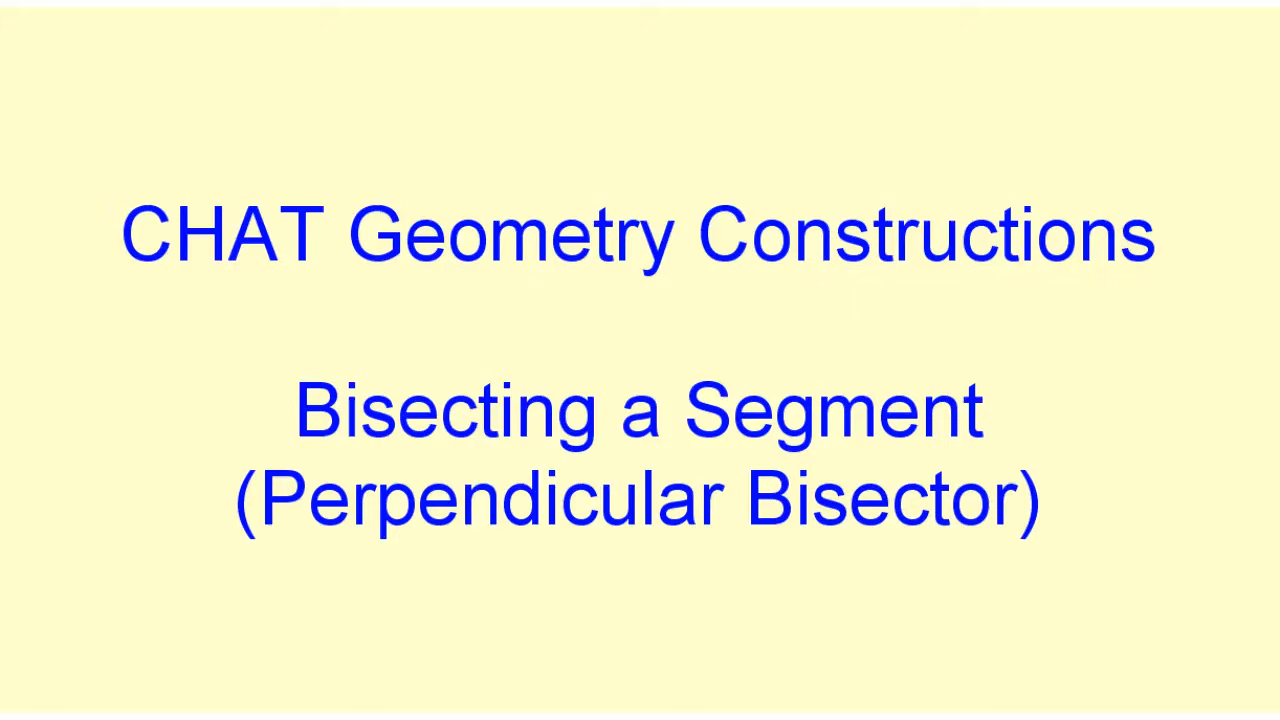 CHAT Geometry Constructions
Bisecting a Segment
(Perpendicular Bisector)